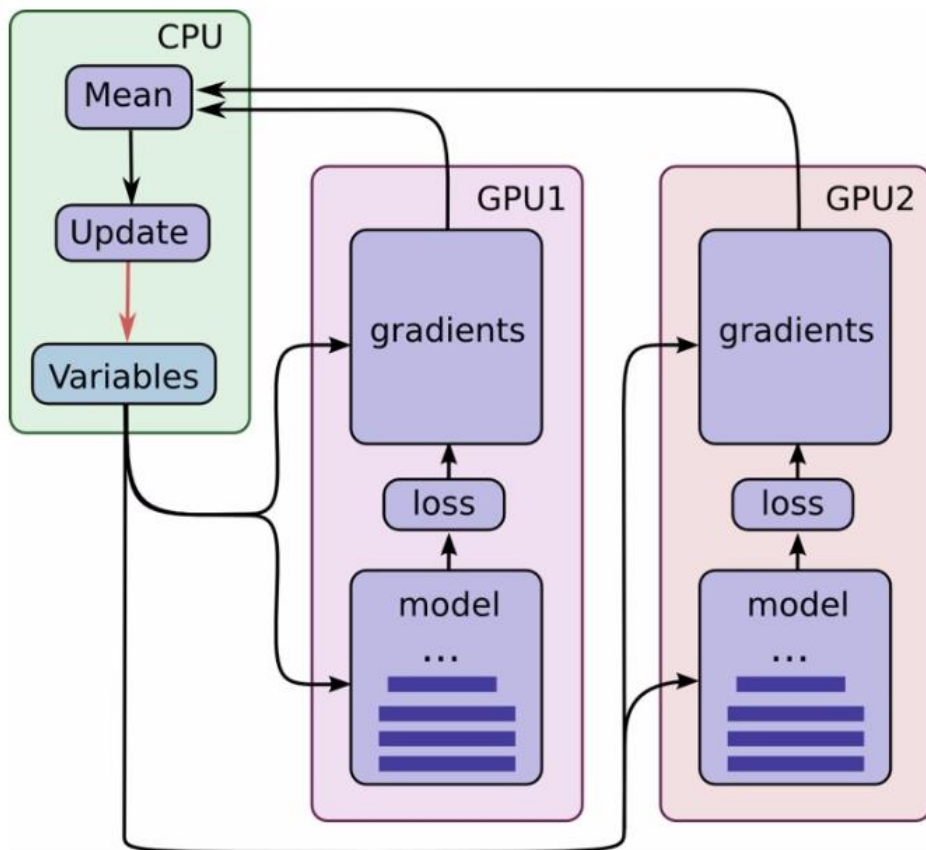 CPU
Mean
Update
Variables
GPU1
gradients
loss
model
...
GPU2
gradients
loss
model
...